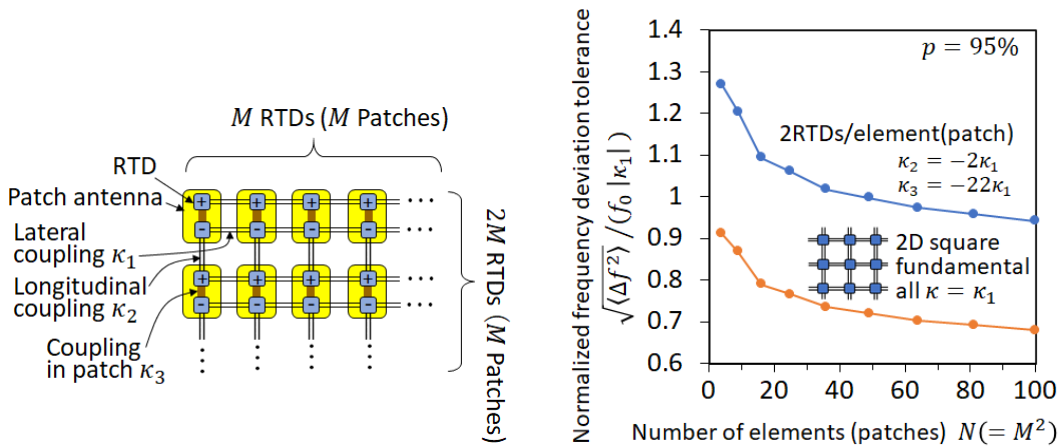 M RTDs (M Patches)
RTD
Patch antenna
+ + + + ⋯
- - - - ⋯
Lateral
coupling κ₁
Longitudinal
coupling κ₂
+ + + + ⋯
- - - - ⋯
Coupling
in patch κ₃
⋮ ⋮ ⋮ ⋮
2M RTDs (M Patches)
Normalized frequency deviation tolerance
√⟨Δf²⟩ /(f₀ |κ₁|)
1.4
1.3
1.2
1.1
1
0.9
0.8
0.7
0.6
p = 95%
2RTDs/element(patch)
κ₂ = −2κ₁
κ₃ = −22κ₁
2D square
fundamental
all κ = κ₁
0 20 40 60 80 100
Number of elements (patches) N(= M²)